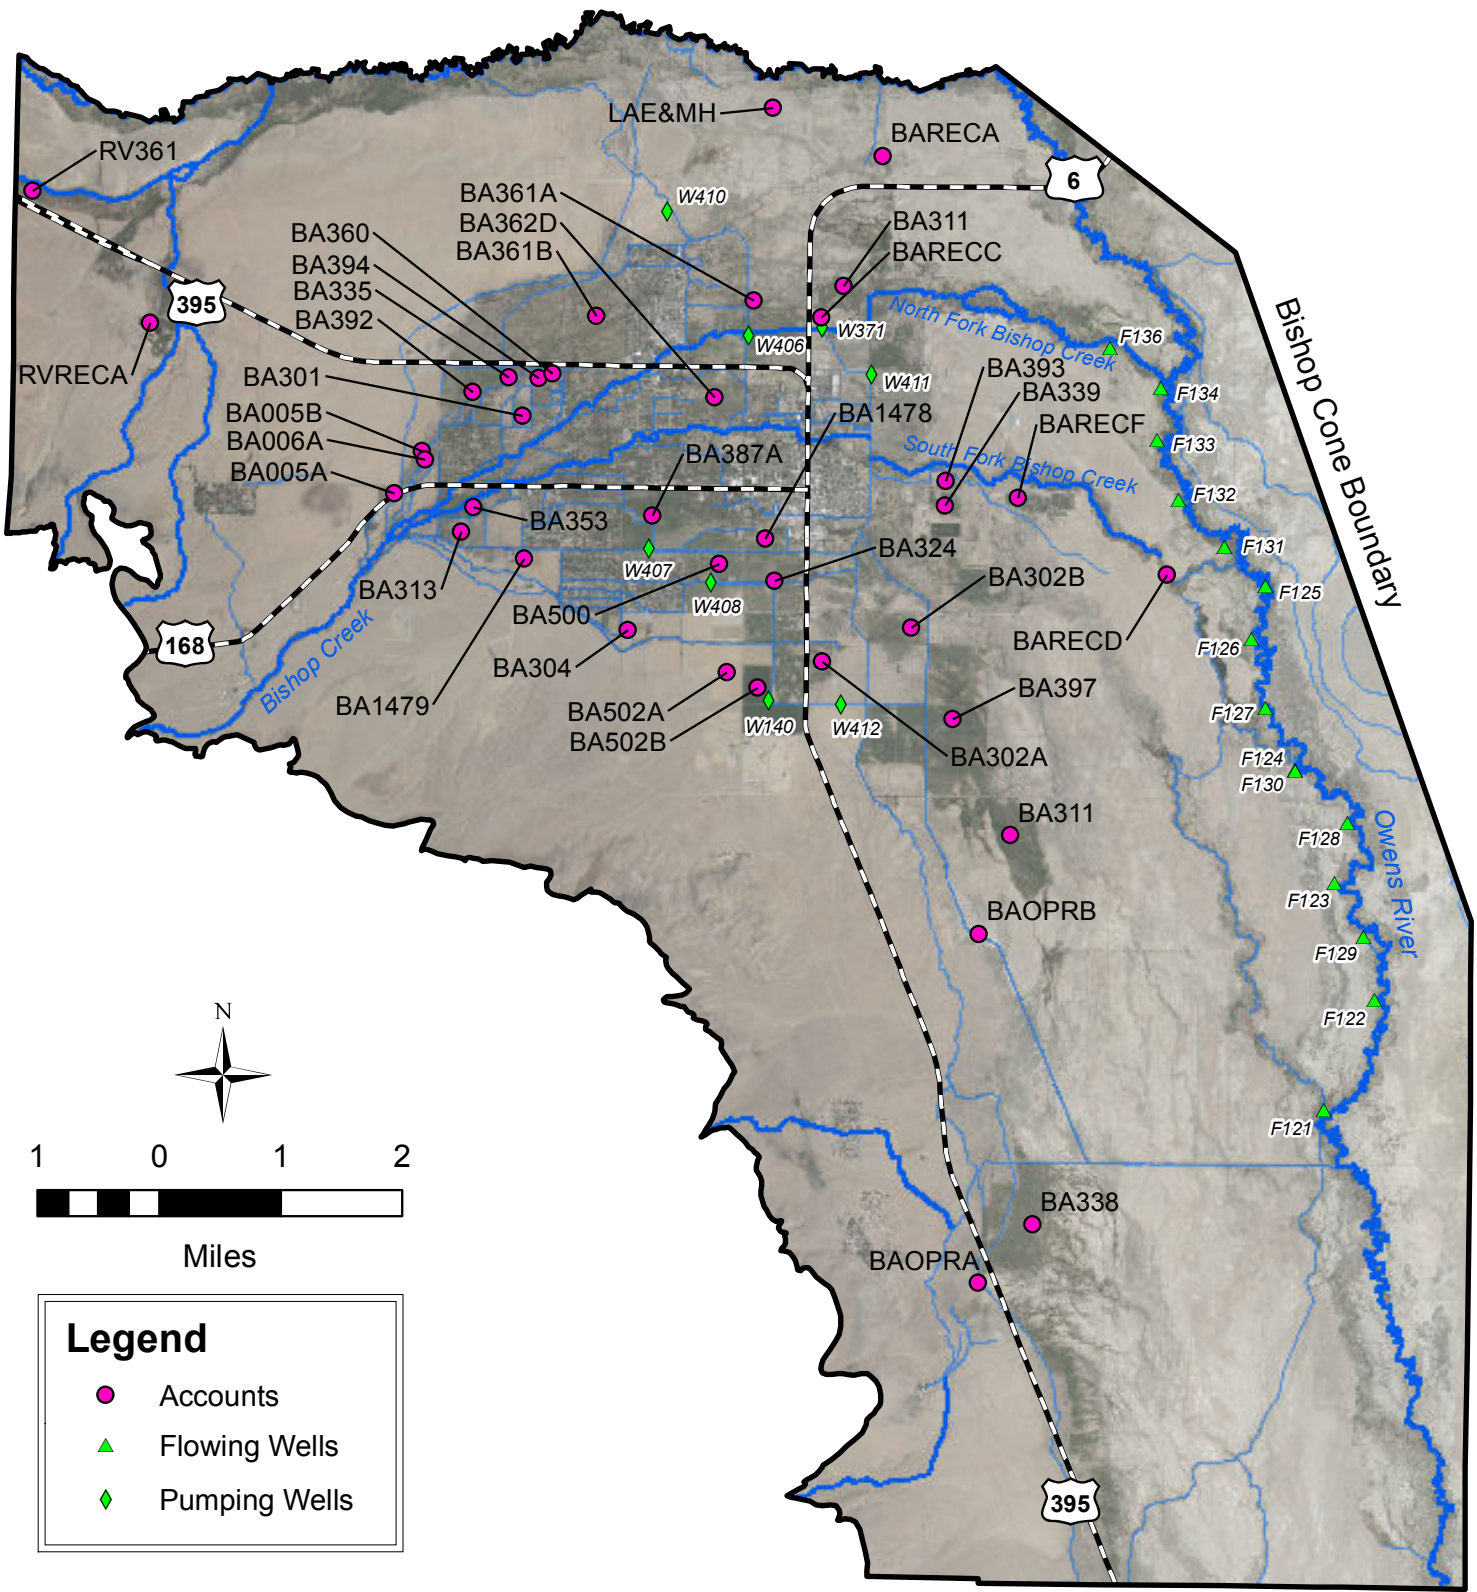 LAE&MH
BARECA
RV361
6
BA361A
W410
BA362D
BA311
BA360
BA361B
BARECC
BA394
BA335
395
BA392
North Fork Bishop Creek
W371
F136
W406
RVRECA
BA301
W411
BA393
BA339
F134
BA005B
BA1478
BARECF
BA006A
F133
BA005A
BA387A
South Fork Bishop Creek
F132
Bishop Cone Boundary
BA353
BA324
F131
W407
BA313
BA302B
F125
BA500
W408
168
Bishop Creek
BARECD
F126
BA304
BA397
BA1479
BA502A
F127
W140
W412
BA502B
BA302A
F124
F130
BA311
F128
Owens River
F123
BAOPRB
F129
N
F122
F121
1 0 1 2
Miles
BA338
BAOPRA
Legend
Accounts
Flowing Wells
Pumping Wells
395